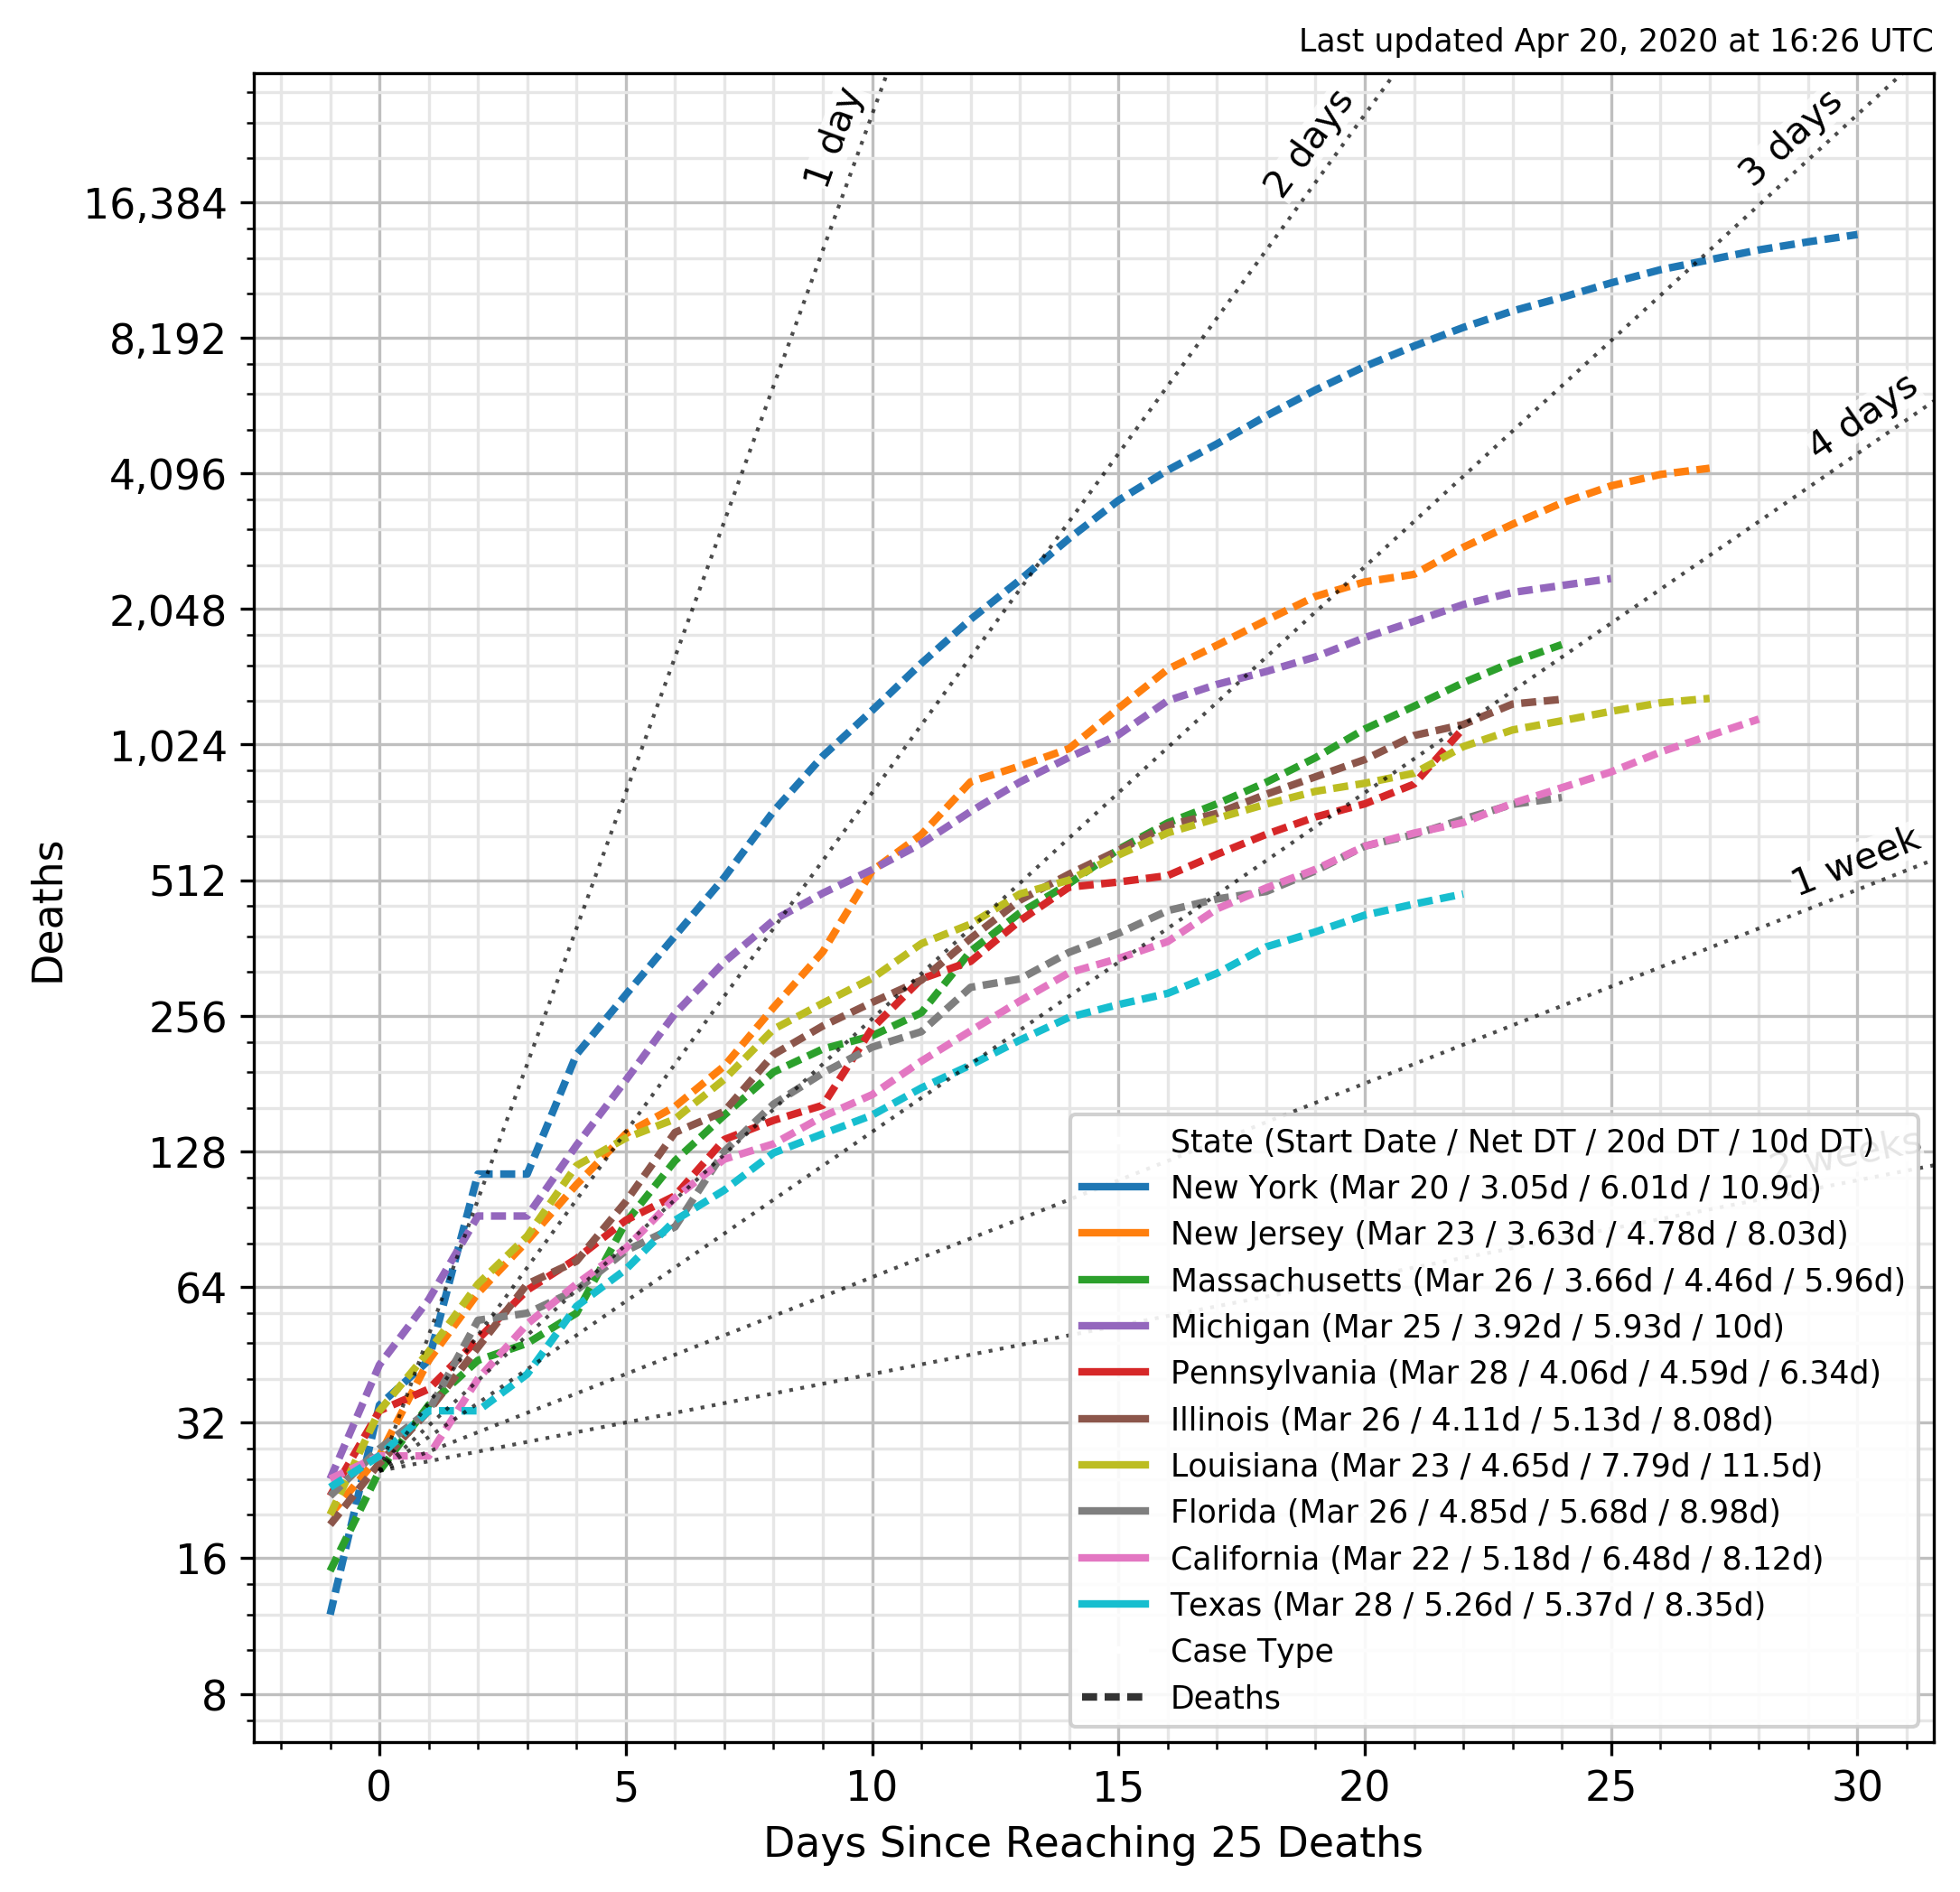 Last updated Apr 20, 2020 at 16:26 UTC
1 day
2 days
3 days
4 days
1 week
2 weeks
16,384
8,192
4,096
2,048
1,024
512
256
128
64
32
16
8
Deaths
State (Start Date / Net DT / 20d DT / 10d DT)
New York (Mar 20 / 3.05d / 6.01d / 10.9d)
New Jersey (Mar 23 / 3.63d / 4.78d / 8.03d)
Massachusetts (Mar 26 / 3.66d / 4.46d / 5.96d)
Michigan (Mar 25 / 3.92d / 5.93d / 10d)
Pennsylvania (Mar 28 / 4.06d / 4.59d / 6.34d)
Illinois (Mar 26 / 4.11d / 5.13d / 8.08d)
Louisiana (Mar 23 / 4.65d / 7.79d / 11.5d)
Florida (Mar 26 / 4.85d / 5.68d / 8.98d)
California (Mar 22 / 5.18d / 6.48d / 8.12d)
Texas (Mar 28 / 5.26d / 5.37d / 8.35d)
Case Type
Deaths
0 5 10 15 20 25 30
Days Since Reaching 25 Deaths